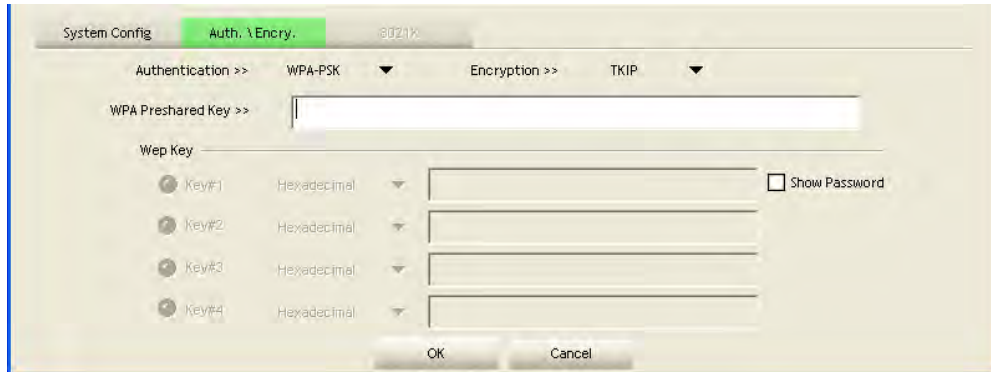 System Config Auth. \ Encry. 8021X
Authentication >> WPA-PSK Encryption >> TKIP
WPA Preshared Key >>
Wep Key
Key#1 Hexadecimal Show Password
Key#2 Hexadecimal
Key#3 Hexadecimal
Key#4 Hexadecimal
OK Cancel